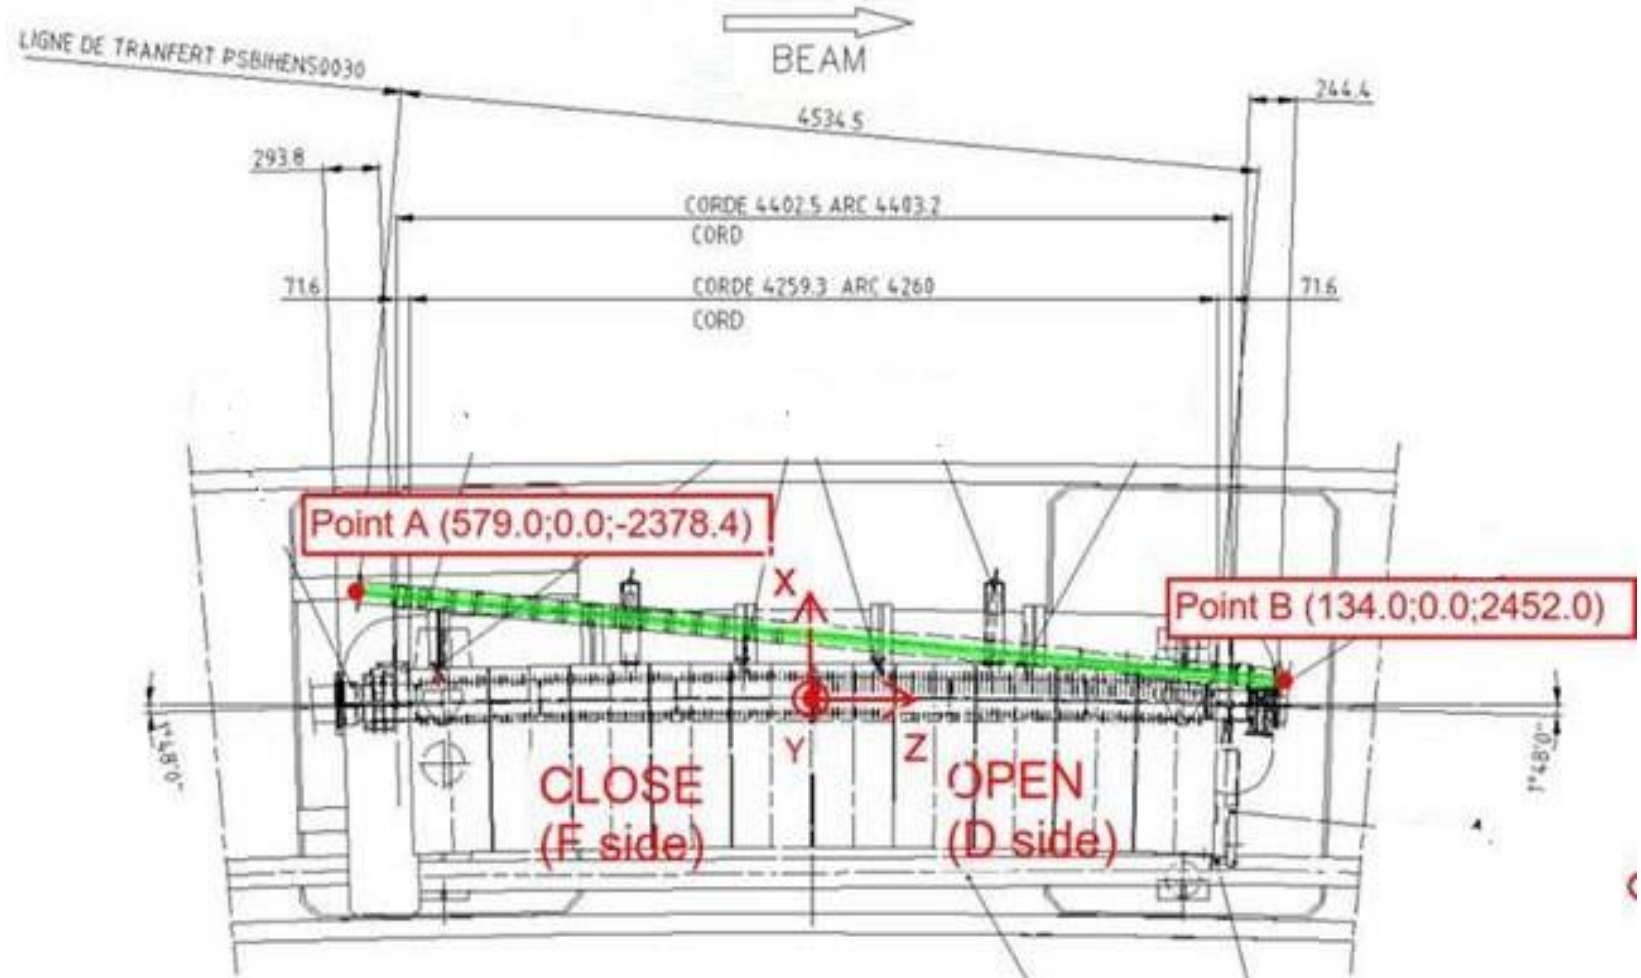 BEAM
LIGNE DE TRANFERT PSBIHENS0030
244.4
4534.5
293.8
CORDE 4402.5 ARC 4403.2
CORD
71.6
CORDE 4259.3 ARC 4260
71.6
CORD
Point A (579.0;0.0;-2378.4)
X
Point B (134.0;0.0;2452.0)
Y
Z
1°48'0"
1°48'0"
CLOSE
OPEN
(F side)
(D side)